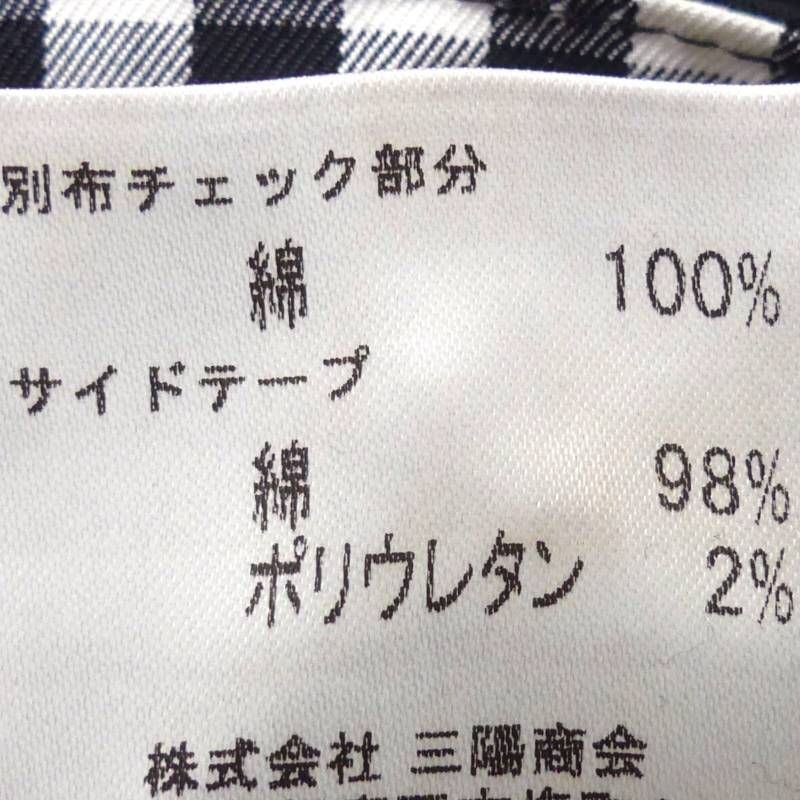 別布チェック部分
綿 100%
サイドテープ
綿 98%
ポリウレタン 2%
株式会社 三陽商会